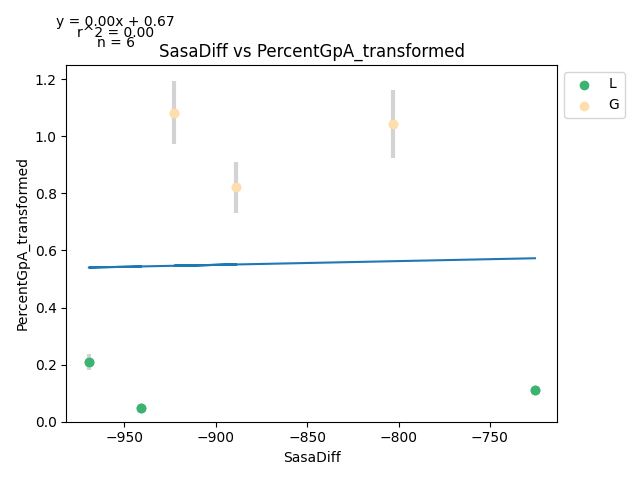 y = 0.00x + 0.67
r^2 = 0.00
n = 6
SasaDiff vs PercentGpA_transformed
L
G
PercentGpA_transformed
1.2
1.0
0.8
0.6
0.4
0.2
0.0
−950
−900
−850
−800
−750
SasaDiff